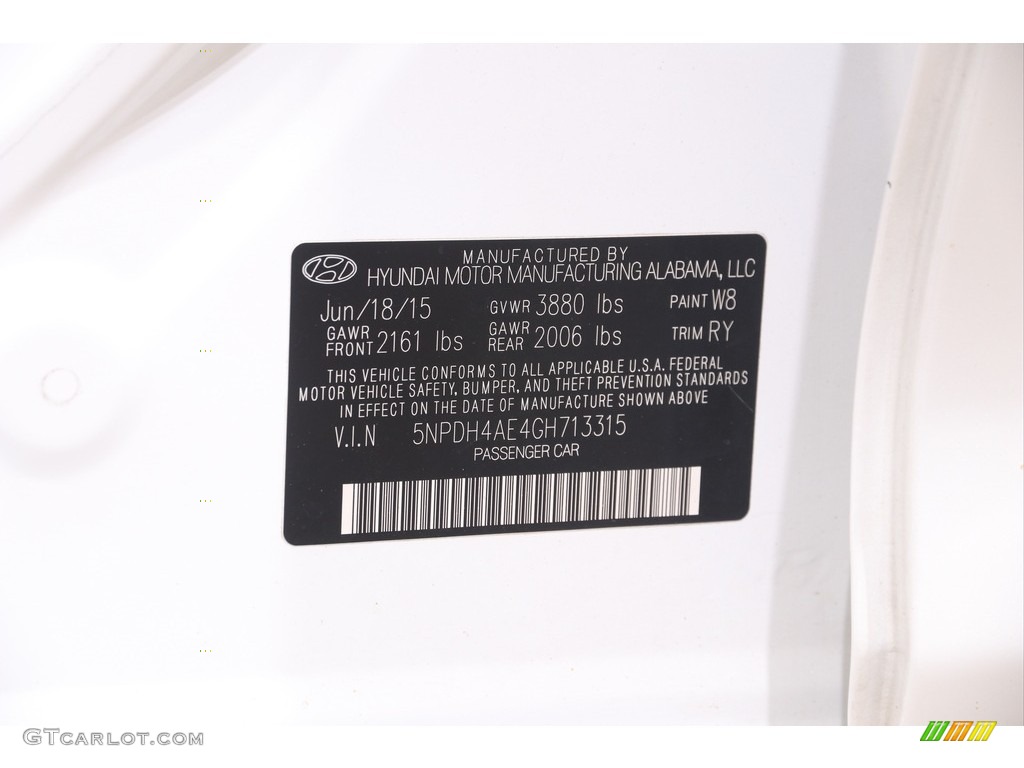 MANUFACTURED BY
HYUNDAI MOTOR MANUFACTURING ALABAMA, LLC
Jun/18/15 GVWR 3880 lbs PAINT W8
GAWR FRONT 2161 lbs GAWR REAR 2006 lbs TRIM RY
THIS VEHICLE CONFORMS TO ALL APPLICABLE U.S.A. FEDERAL
MOTOR VEHICLE SAFETY, BUMPER, AND THEFT PREVENTION STANDARDS
IN EFFECT ON THE DATE OF MANUFACTURE SHOWN ABOVE
V.I.N 5NPDH4AE4GH713315
PASSENGER CAR
GTCARLOT.COM